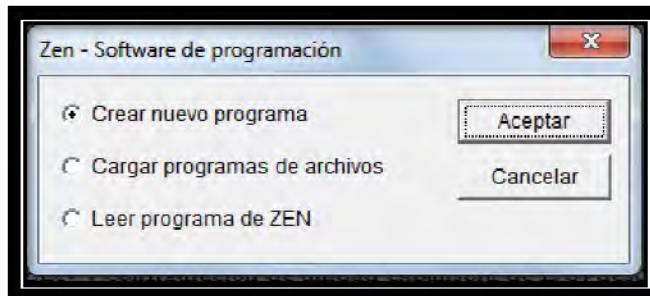 Zen - Software de programación
Crear nuevo programa
Aceptar
Cargar programas de archivos
Cancelar
Leer programa de ZEN